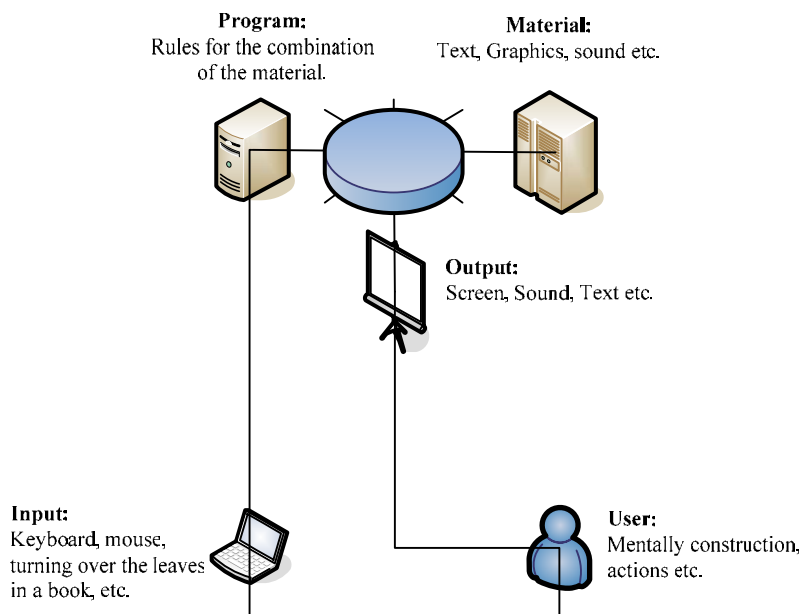 Program:
Rules for the combination
of the material.
Material:
Text, Graphics, sound etc.
Output:
Screen, Sound, Text etc.
Input:
Keyboard, mouse,
turning over the leaves
in a book, etc.
User:
Mentally construction,
actions etc.